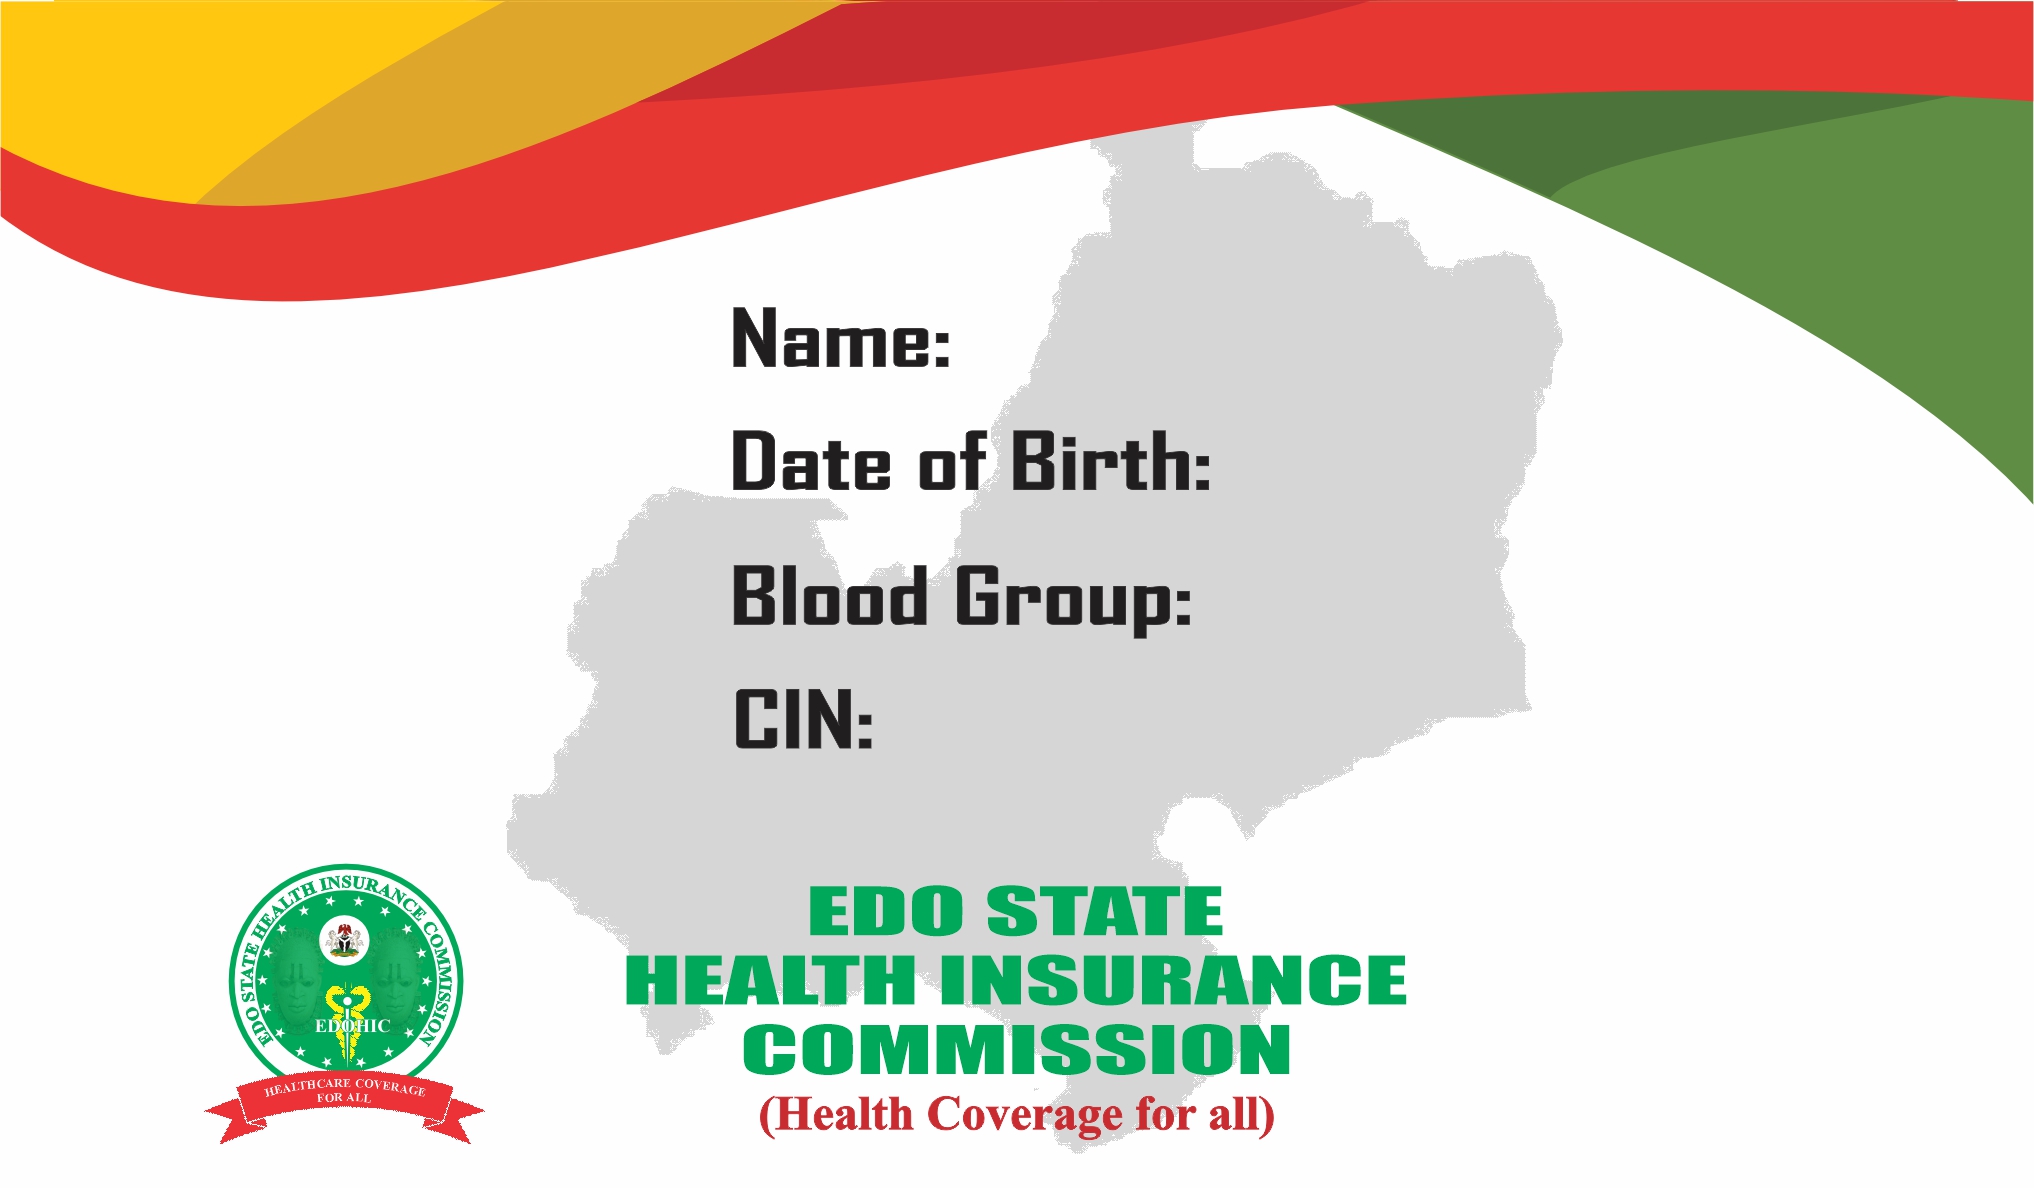 Name:
Date of Birth:
Blood Group:
CIN:
EDO STATE HEALTH INSURANCE COMMISSION
EDOHIC
HEALTHCARE COVERAGE
FOR ALL
EDO STATE
HEALTH INSURANCE
COMMISSION
(Health Coverage for all)